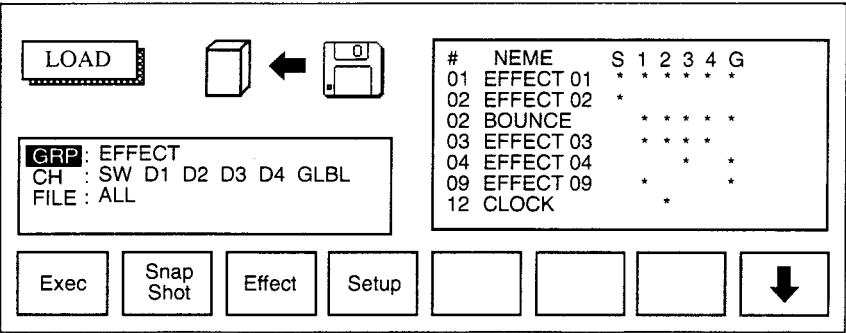 LOAD
0
GRP : EFFECT
CH : SW D1 D2 D3 D4 GLBL
FILE : ALL
# NEME S 1 2 3 4 G
01 EFFECT 01 * * * * * *
02 EFFECT 02 *
02 BOUNCE * * * * *
03 EFFECT 03 * * * *
04 EFFECT 04 * *
09 EFFECT 09 * *
12 CLOCK *
Exec
Snap
Shot
Effect
Setup